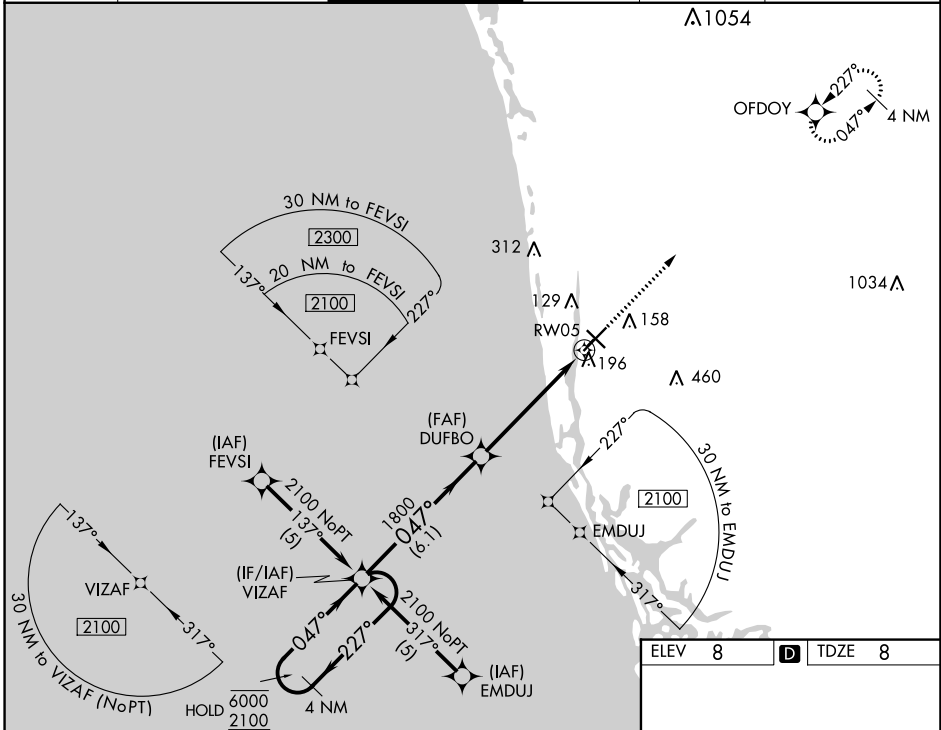 1054
227°
OFDOY
047°
4 NM
30 NM to FEVSI
2300
20 NM to FEVSI
2100
137°
227°
FEVSI
312
129
158
RW05
196
1034
460
(FAF)
DUFBO
227°
30 NM to EMDUJ
2100
EMDUJ
317°
(IAF)
FEVSI
2100 NoPT
137°
(5)
1800
047°
(6.1)
(IF/IAF)
VIZAF
137°
VIZAF
2100
317°
30 NM to VIZAF (NoPT)
047°
227°
2100 NoPT
317°
(5)
(IAF)
EMDUJ
HOLD
6000
2100
4 NM
ELEV 8 D TDZE 8